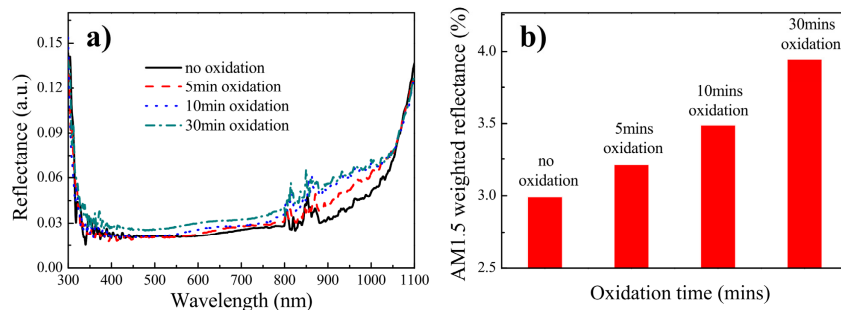 a)
0.15
0.12
0.09
0.06
0.03
0.00
Reflectance (a.u.)
no oxidation
5min oxidation
10min oxidation
30min oxidation
300 400 500 600 700 800 900 1000 1100
Wavelength (nm)
b)
4.0
3.5
3.0
2.5
AM1.5 weighted reflectance (%)
no
oxidation
5mins
oxidation
10mins
oxidation
30mins
oxidation
Oxidation time (mins)